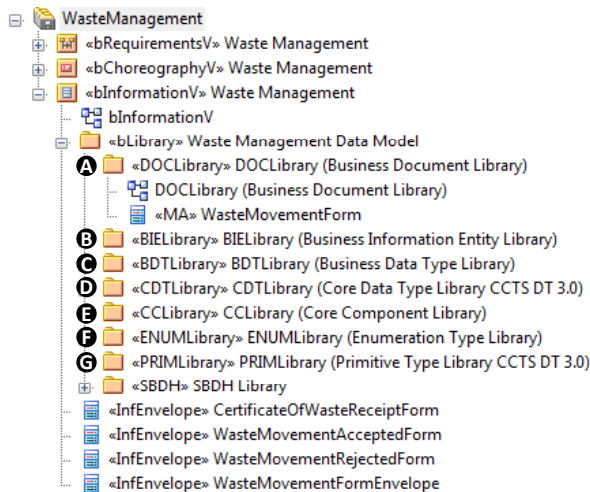 WasteManagement
«bRequirementsV» Waste Management
«bChoreographyV» Waste Management
«bInformationV» Waste Management
bInformationV
«bLibrary» Waste Management Data Model
A «DOCLibrary» DOCLibrary (Business Document Library)
DOCLibrary (Business Document Library)
«MA» WasteMovementForm
B «BIELibrary» BIELibrary (Business Information Entity Library)
C «BDTLibrary» BDTLibrary (Business Data Type Library)
D «CDTLibrary» CDTLibrary (Core Data Type Library CCTS DT 3.0)
E «CCLibrary» CCLibrary (Core Component Library)
F «ENUMLibrary» ENUMLibrary (Enumeration Type Library)
G «PRIMLibrary» PRIMLibrary (Primitive Type Library CCTS DT 3.0)
«SBDH» SBDH Library
«InfEnvelope» CertificateOfWasteReceiptForm
«InfEnvelope» WasteMovementAcceptedForm
«InfEnvelope» WasteMovementRejectedForm
«InfEnvelope» WasteMovementFormEnvelope